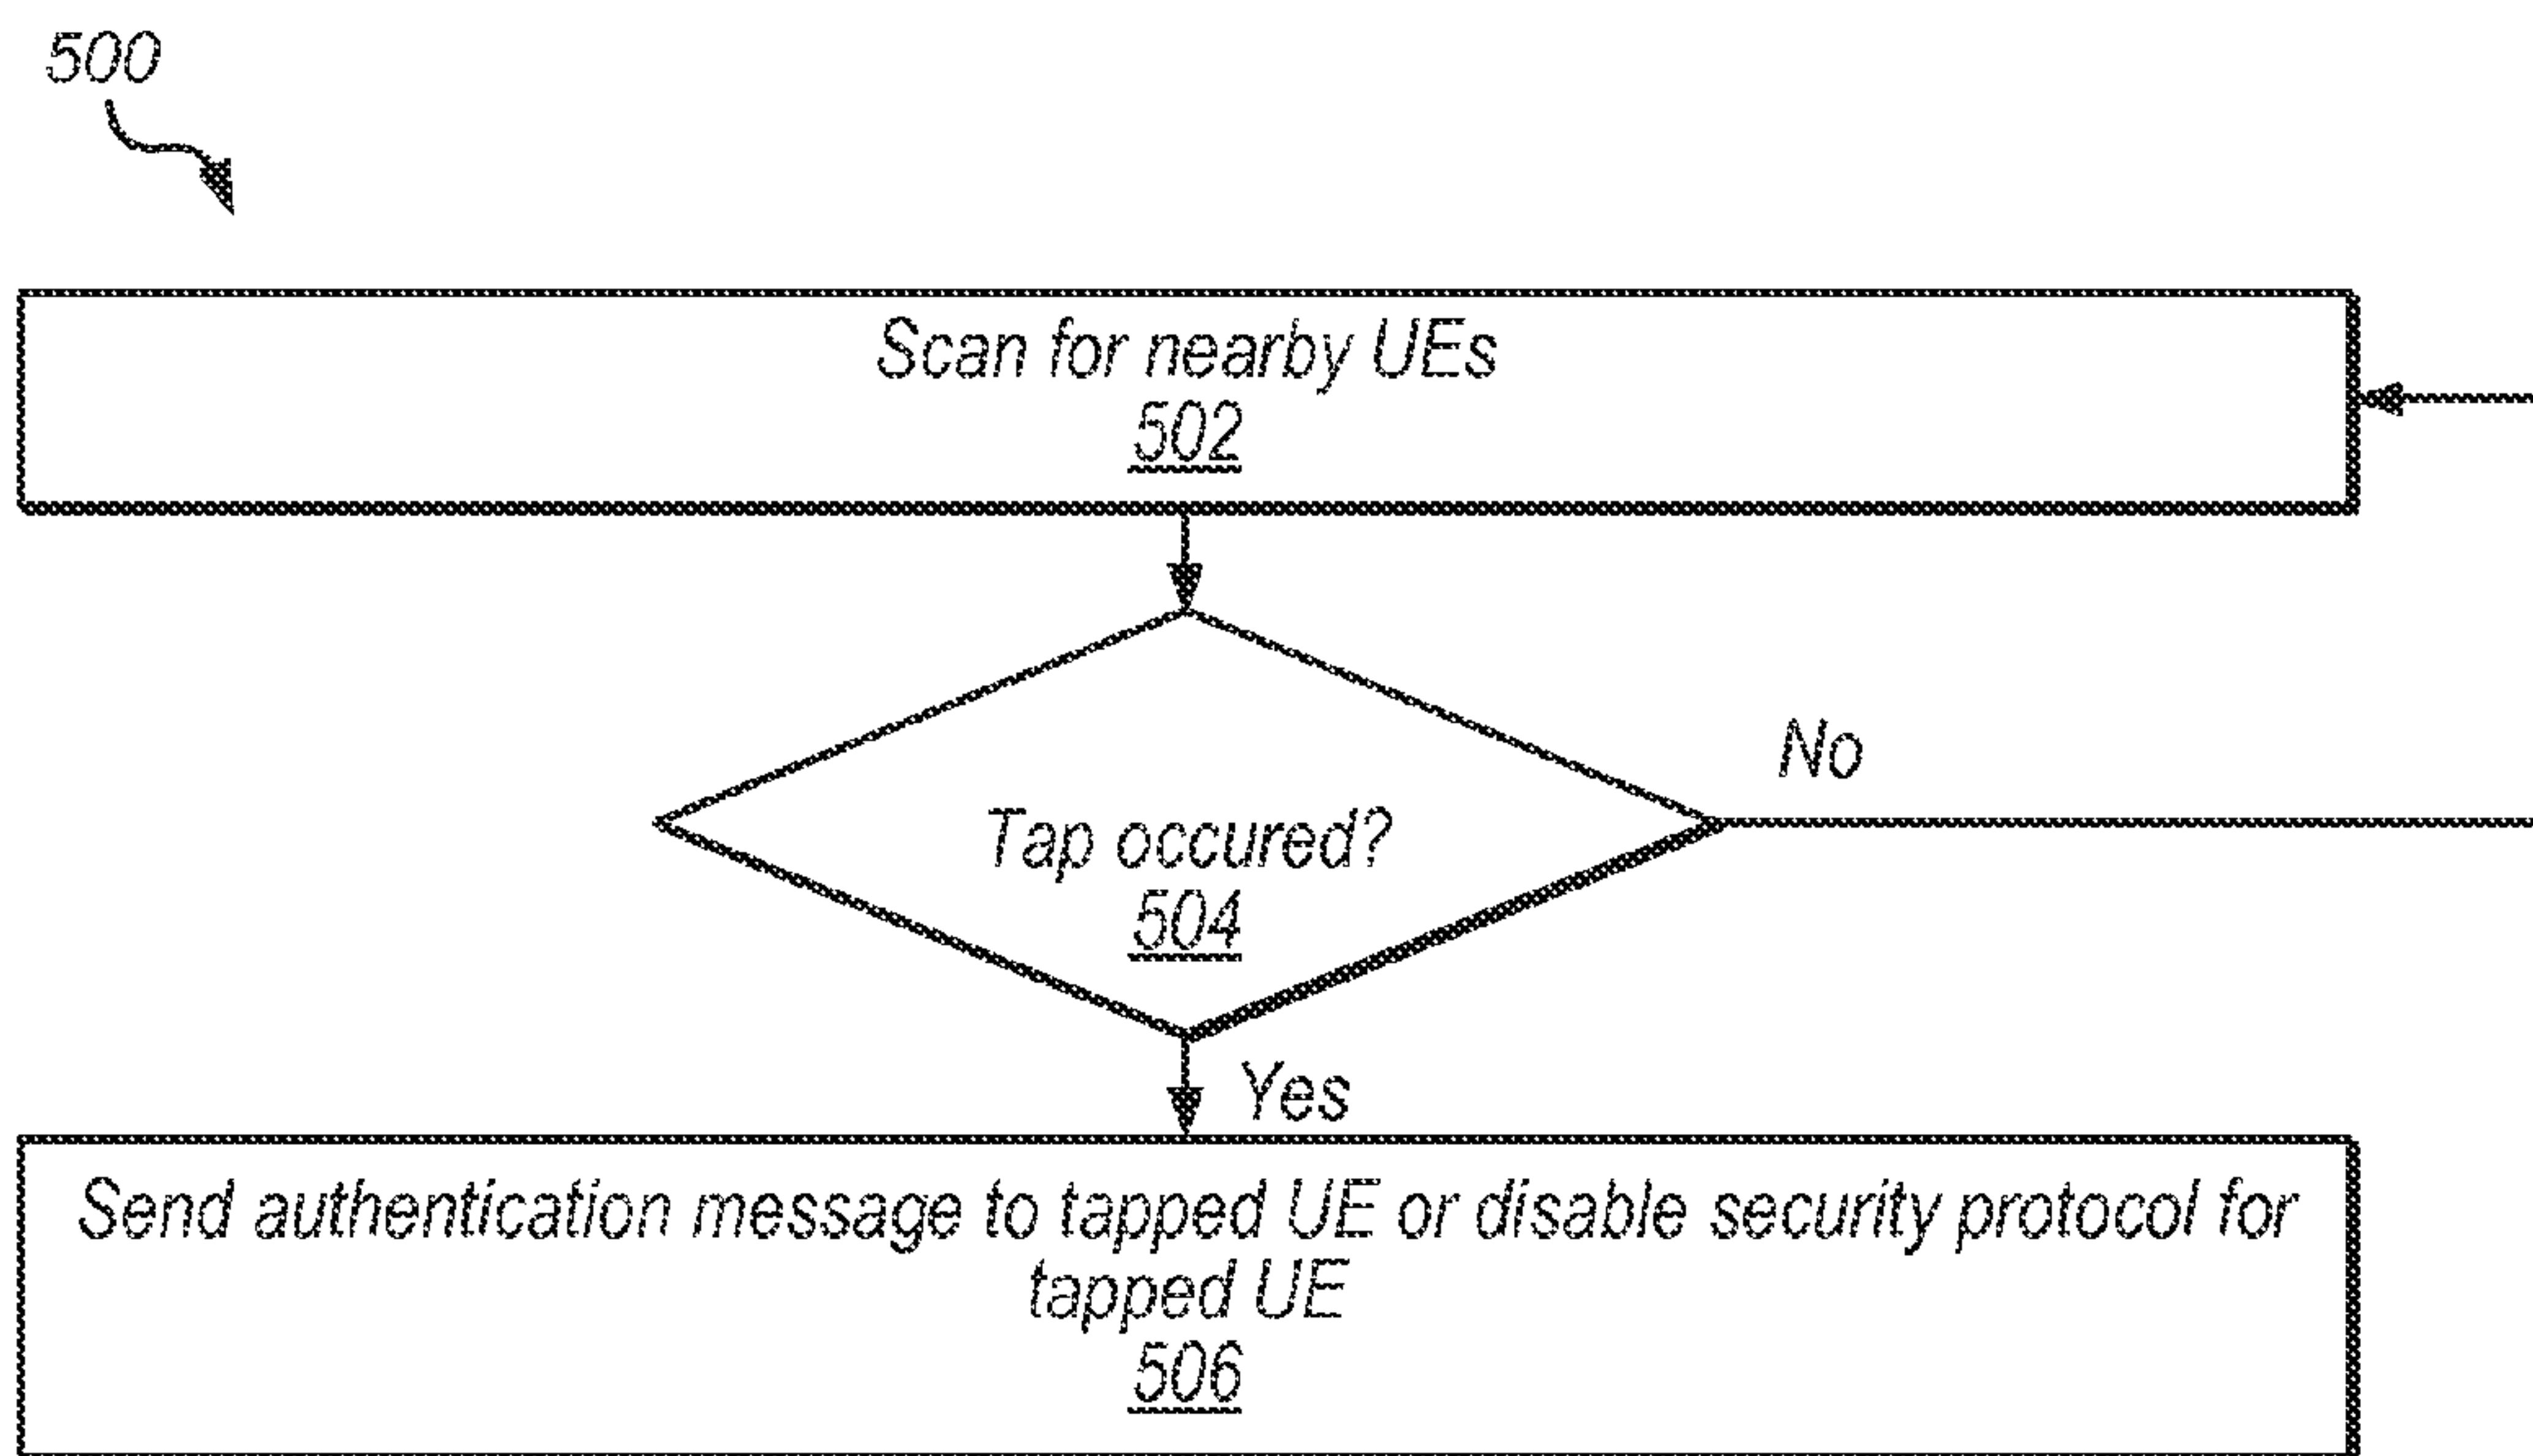 500
Scan for nearby UEs
502
No
Tap occured?
504
Yes
Send authentication message to tapped UE or disable security protocol for
tapped UE
506